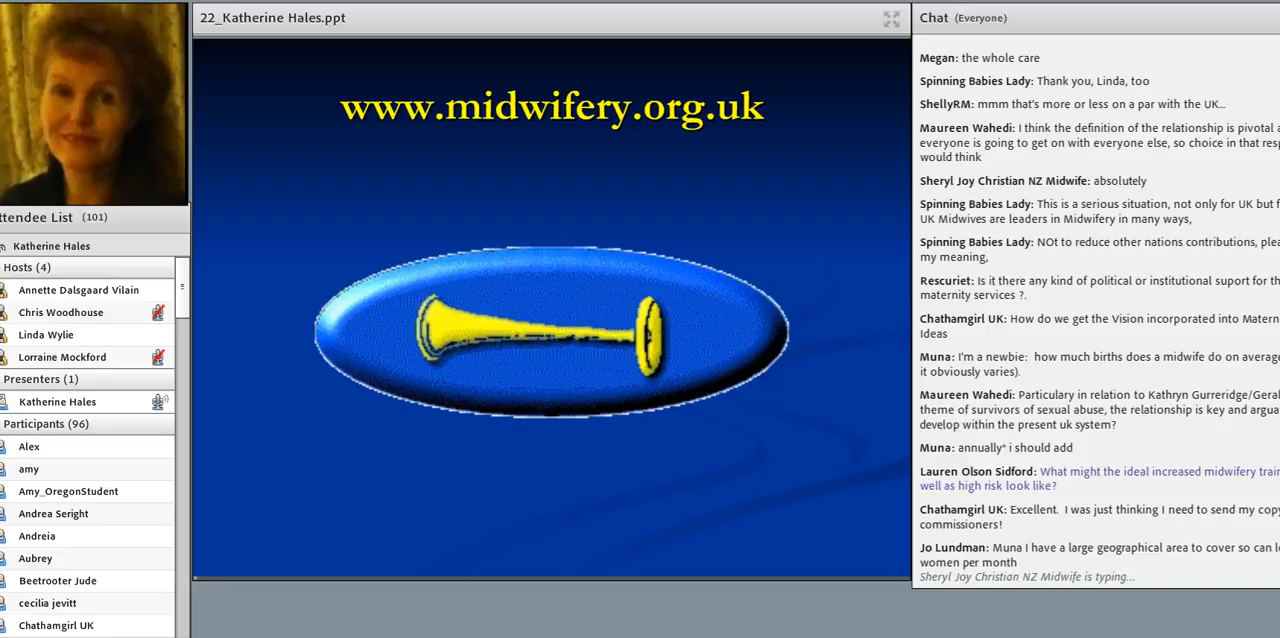 22_Katherine Hales.ppt
www.midwifery.org.uk
ttendee List (101)
Katherine Hales
Hosts (4)
Annette Dalsgaard Vilain
Chris Woodhouse
Linda Wylie
Lorraine Mockford
Presenters (1)
Katherine Hales
Participants (96)
Alex
amy
Amy_OregonStudent
Andrea Seright
Andreia
Aubrey
Beetrooter Jude
cecilia jevitt
Chathamgirl UK
Chat (Everyone)
Megan: the whole care
Spinning Babies Lady: Thank you, Linda, too
ShellyRM: mmm that's more or less on a par with the UK...
Maureen Wahedi: I think the definition of the relationship is pivotal a
everyone is going to get on with everyone else, so choice in that resp
would think
Sheryl Joy Christian NZ Midwife: absolutely
Spinning Babies Lady: This is a serious situation, not only for UK but f
UK Midwives are leaders in Midwifery in many ways,
Spinning Babies Lady: NOt to reduce other nations contributions, plea
my meaning,
Rescuriet: Is it there any kind of political or institutional suport for th
maternity services ?.
Chathamgirl UK: How do we get the Vision incorporated into Matern
Ideas
Muna: I'm a newbie: how much births does a midwife do on average
it obviously varies).
Maureen Wahedi: Particulary in relation to Kathryn Gurreridge/Geral
theme of survivors of sexual abuse, the relationship is key and argua
develop within the present uk system?
Muna: annually* i should add
Lauren Olson Sidford: What might the ideal increased midwifery train
well as high risk look like?
Chathamgirl UK: Excellent. I was just thinking I need to send my copy
commissioners!
Jo Lundman: Muna I have a large geographical area to cover so can l
women per month
Sheryl Joy Christian NZ Midwife is typing...